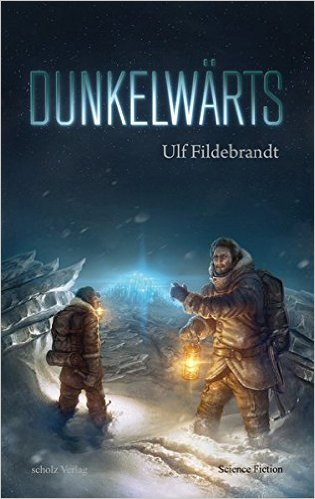 DUNKELWÄRTS
Ulf Fildebrandt
scholz Verlag
Science Fiction